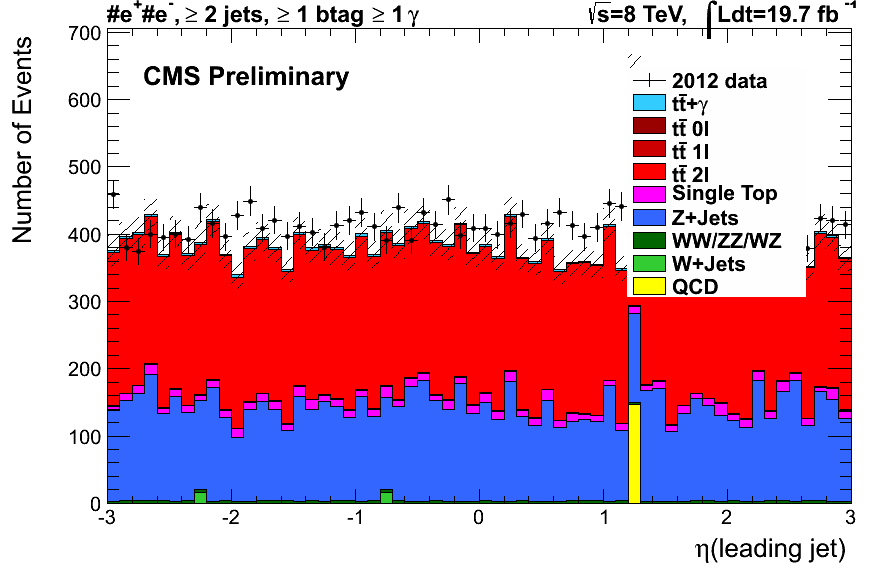 #e⁺#e⁻, ≥ 2 jets, ≥ 1 btag ≥ 1 γ √s=8 TeV, ∫Ldt=19.7 fb⁻¹
CMS Preliminary
Number of Events
700
600
500
400
300
200
100
0
2012 data
tt̄+γ
tt̄ 0l
tt̄ 1l
tt̄ 2l
Single Top
Z+Jets
WW/ZZ/WZ
W+Jets
QCD
-3 -2 -1 0 1 2 3
η(leading jet)